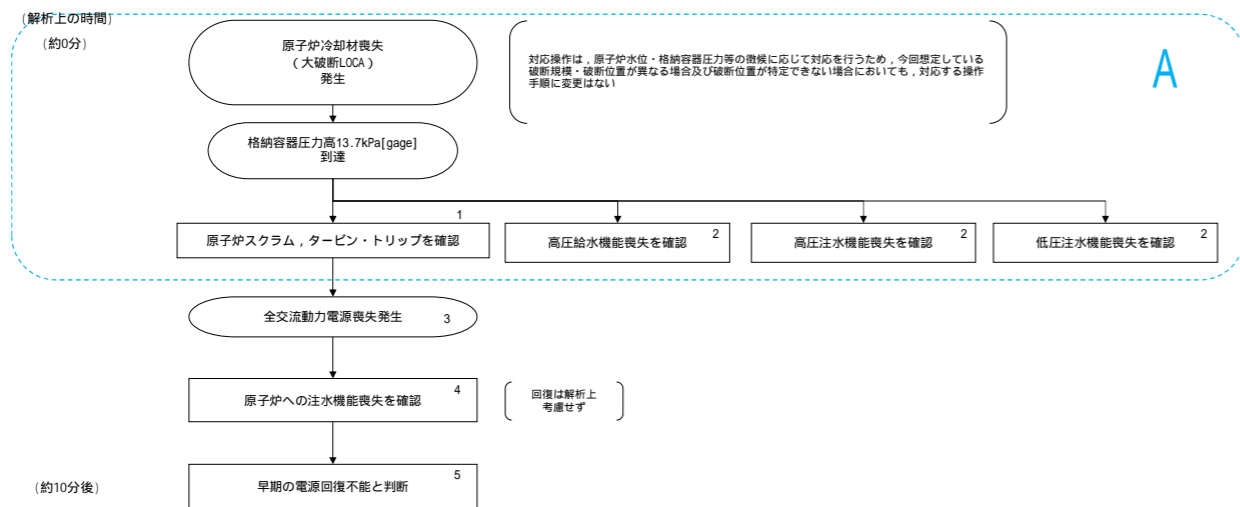 (解析上の時間)
(約0分)
原子炉冷却材喪失
(大破断LOCA)
発生
対応操作は，原子炉水位・格納容器圧力等の徴候に応じて対応を行うため，今回想定している
破断規模・破断位置が異なる場合及び破断位置が特定できない場合においても，対応する操作
手順に変更はない
A
格納容器圧力高13.7kPa[gage]
到達
1
原子炉スクラム，タービン・トリップを確認
2
高圧給水機能喪失を確認
2
高圧注水機能喪失を確認
2
低圧注水機能喪失を確認
全交流動力電源喪失発生 3
4
原子炉への注水機能喪失を確認
回復は解析上
考慮せず
(約10分後)
5
早期の電源回復不能と判断